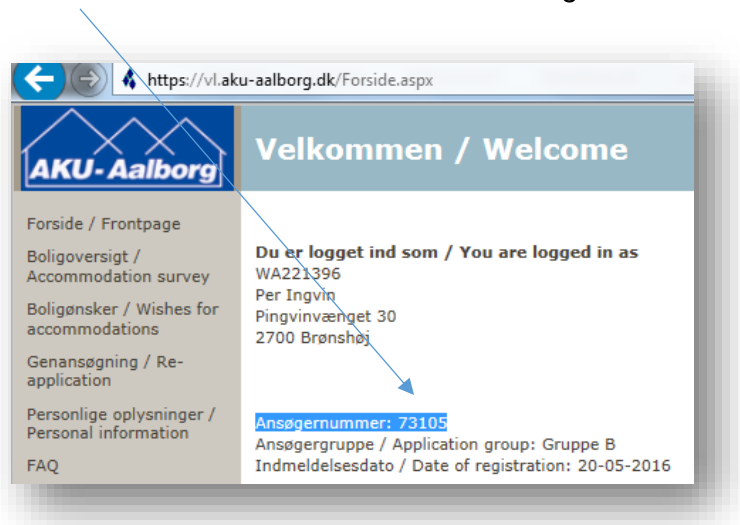 https://vl.aku-aalborg.dk/Forside.aspx
AKU-Aalborg
Velkommen / Welcome
Forside / Frontpage
Boligoversigt /
Accommodation survey
Boligønsker / Wishes for
accommodations
Genansøgning / Re-
application
Personlige oplysninger /
Personal information
FAQ
Du er logget ind som / You are logged in as
WA221396
Per Ingvin
Pingvinvænget 30
2700 Brønshøj
Ansøgernummer: 73105
Ansøgergruppe / Application group: Gruppe B
Indmeldelsesdato / Date of registration: 20-05-2016